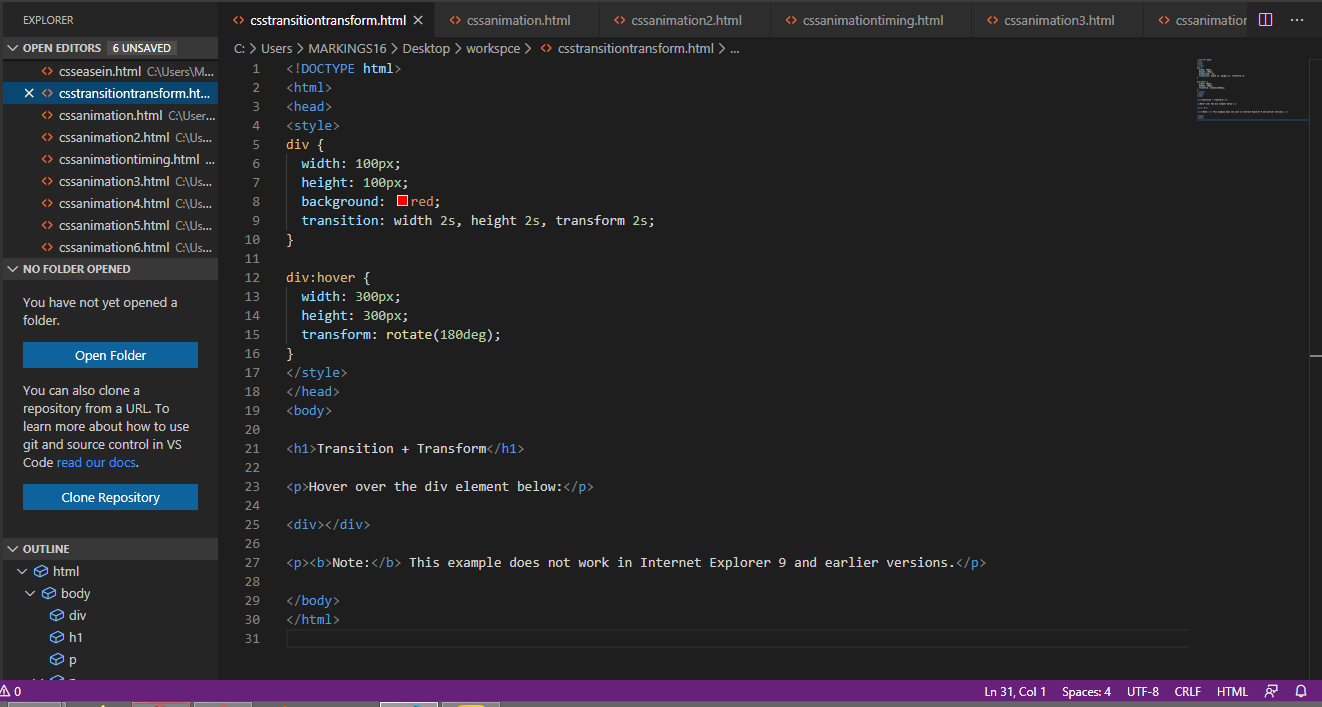 EXPLORER
csstransitiontransform.html
cssanimation.html
cssanimation2.html
cssanimationtiming.html
cssanimation3.html
cssanimation
OPEN EDITORS 6 UNSAVED
csseasein.html C:\Users\M...
csstransitiontransform.ht...
cssanimation.html C:\User...
cssanimation2.html C:\Us...
cssanimationtiming.html ...
cssanimation3.html C:\Us...
cssanimation4.html C:\Us...
cssanimation5.html C:\Us...
cssanimation6.html C:\Us...
NO FOLDER OPENED
You have not yet opened a
folder.
Open Folder
You can also clone a
repository from a URL. To
learn more about how to use
git and source control in VS
Code read our docs.
Clone Repository
OUTLINE
html
body
div
h1
p
C: > Users > MARKINGS16 > Desktop > workspce > csstransitiontransform.html > ...
1 <!DOCTYPE html>
2 <html>
3 <head>
4 <style>
5 div {
6 width: 100px;
7 height: 100px;
8 background: red;
9 transition: width 2s, height 2s, transform 2s;
10 }
11
12 div:hover {
13 width: 300px;
14 height: 300px;
15 transform: rotate(180deg);
16 }
17 </style>
18 </head>
19 <body>
20
21 <h1>Transition + Transform</h1>
22
23 <p>Hover over the div element below:</p>
24
25 <div></div>
26
27 <p><b>Note:</b> This example does not work in Internet Explorer 9 and earlier versions.</p>
28
29 </body>
30 </html>
31
0
Ln 31, Col 1
Spaces: 4
UTF-8
CRLF
HTML